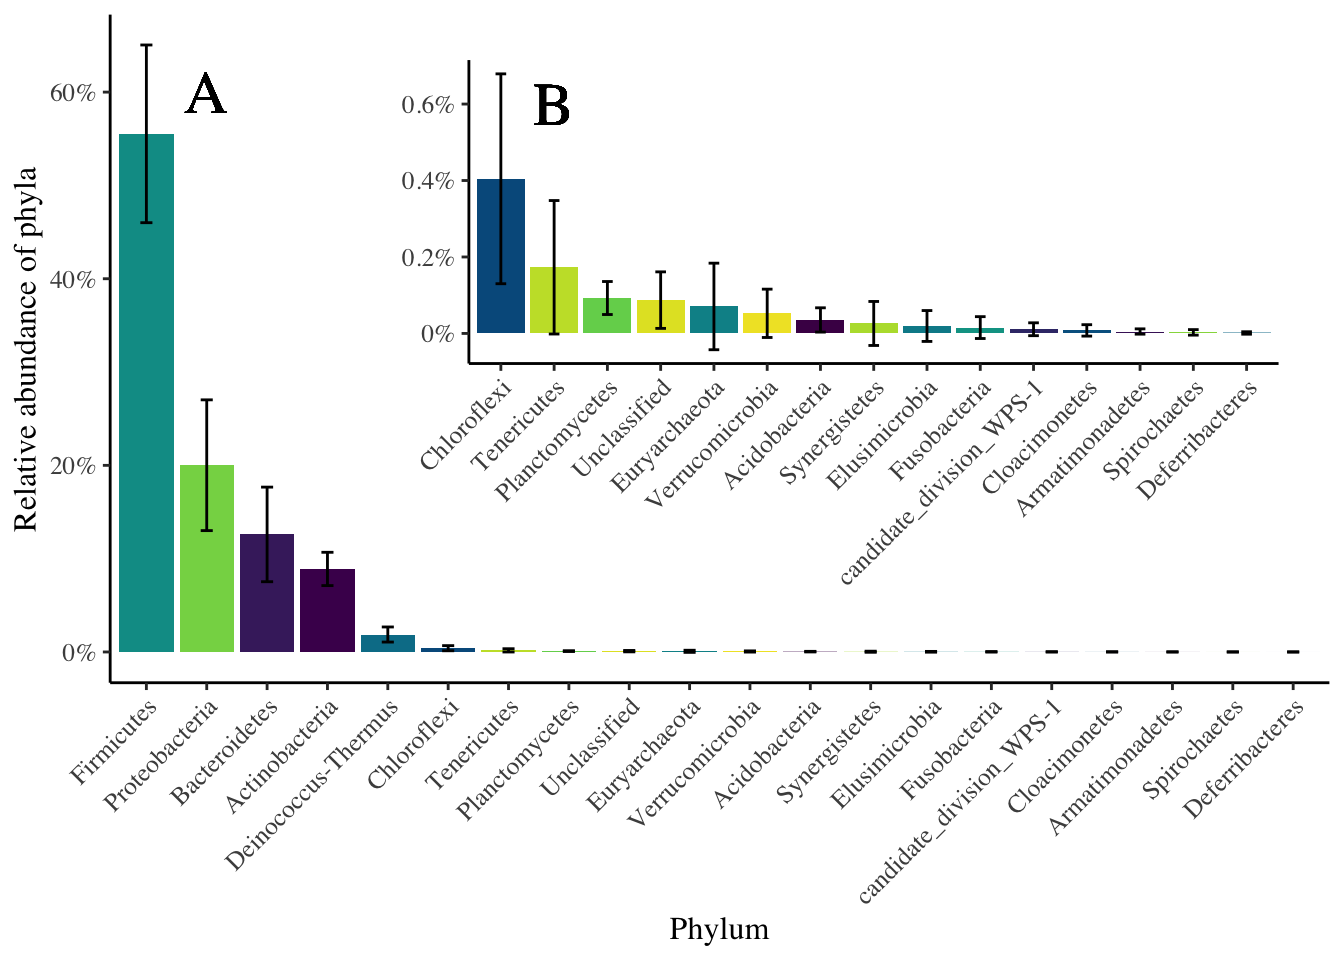 Relative abundance of phyla
60%
40%
20%
0%
A
Firmicutes
Proteobacteria
Bacteroidetes
Actinobacteria
Deinococcus-Thermus
Chloroflexi
Tenericutes
Planctomycetes
Unclassified
Euryarchaeota
Verrucomicrobia
Acidobacteria
Synergistetes
Elusimicrobia
Fusobacteria
candidate_division_WPS-1
Cloacimonetes
Armatimonadetes
Spirochaetes
Deferribacteres
Phylum
B
0.6%
0.4%
0.2%
0%
Chloroflexi
Tenericutes
Planctomycetes
Unclassified
Euryarchaeota
Verrucomicrobia
Acidobacteria
Synergistetes
Elusimicrobia
Fusobacteria
candidate_division_WPS-1
Cloacimonetes
Armatimonadetes
Spirochaetes
Deferribacteres